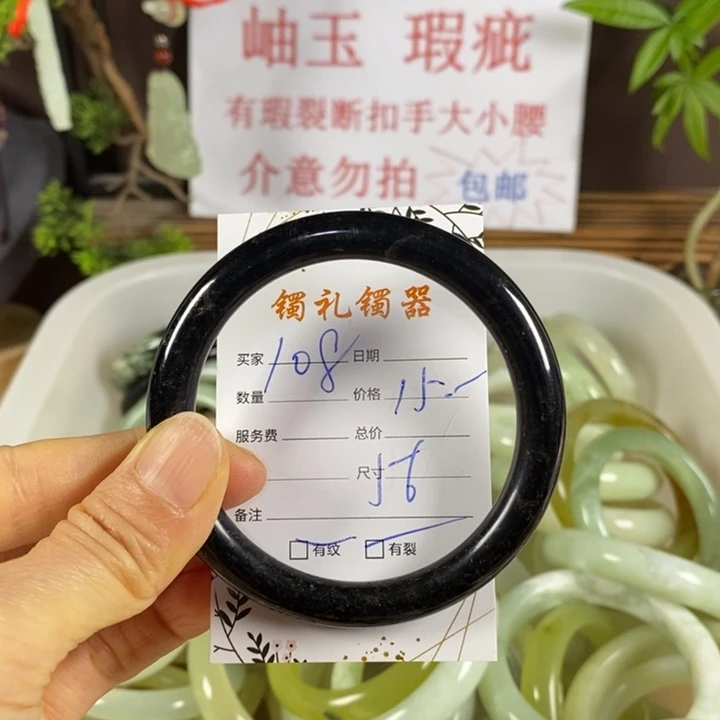 岫玉 瑕疵
有瑕裂断扣手大小腰
介意勿拍 包邮
镯礼镯器
买家 108 日期
数量 价格 15.-
服务费 总价
尺寸 56
备注
有纹 有裂